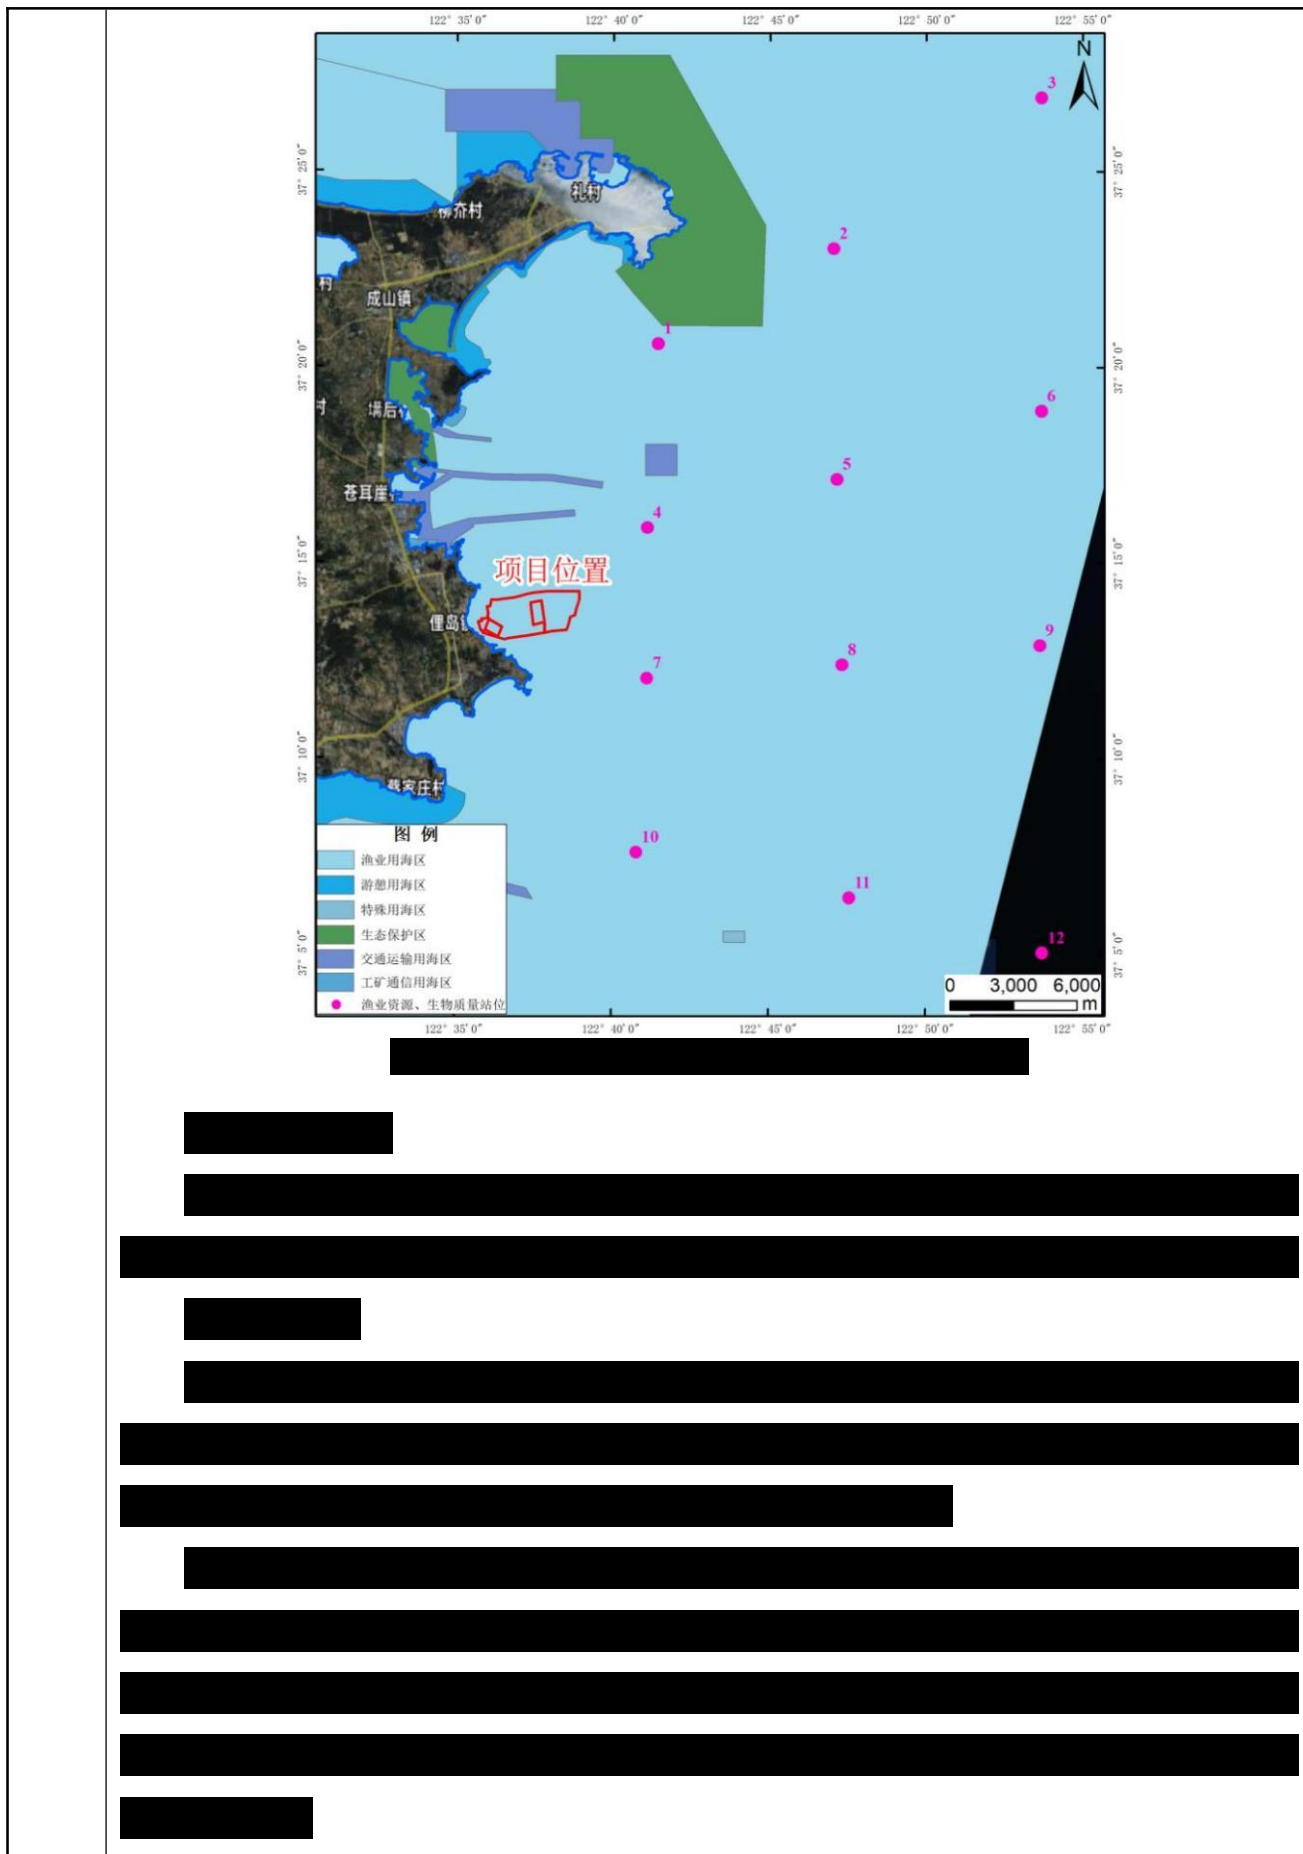 122° 35′ 0″
122° 40′ 0″
122° 45′ 0″
122° 50′ 0″
122° 55′ 0″
N
3
37° 25′ 0″
37° 25′ 0″
礼村
柳夼村
2
村
成山镇
1
37° 20′ 0″
37° 20′ 0″
6
村
5
苍耳崖
4
37° 15′ 0″
37° 15′ 0″
项目位置
俚岛镇
9
8
7
37° 10′ 0″
37° 10′ 0″
庄村
图 例
10
渔业用海区
游憩用海区
11
特殊用海区
生态保护区
12
37° 5′ 0″
37° 5′ 0″
交通运输用海区
工矿通信用海区
0 3,000 6,000
渔业资源、生物质量站位
m
122° 35′ 0″
122° 40′ 0″
122° 45′ 0″
122° 50′ 0″
122° 55′ 0″